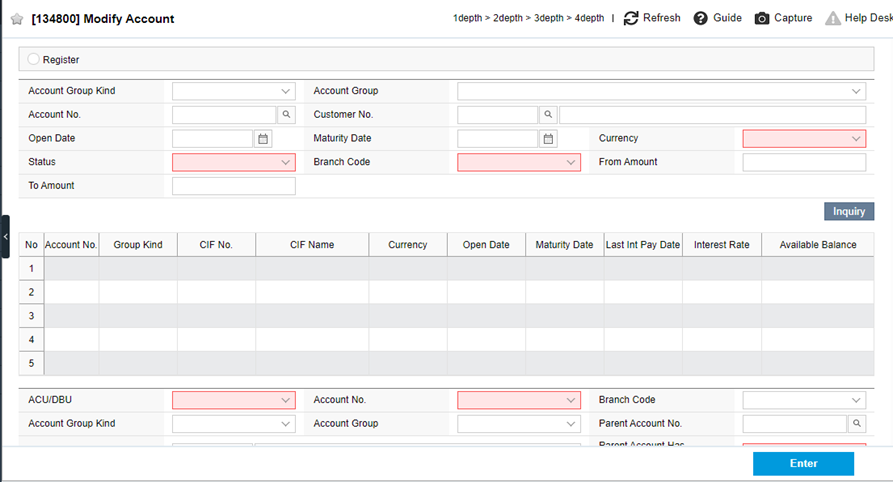 [134800] Modify Account 1depth > 2depth > 3depth > 4depth | Refresh Guide Capture Help Desk
Register
Account Group Kind Account Group
Account No. Customer No.
Open Date Maturity Date Currency
Status Branch Code From Amount
To Amount
Inquiry
No Account No. Group Kind CIF No. CIF Name Currency Open Date Maturity Date Last Int Pay Date Interest Rate Available Balance
1
2
3
4
5
ACU/DBU Account No. Branch Code
Account Group Kind Account Group Parent Account No.
Parent Account Has
Enter